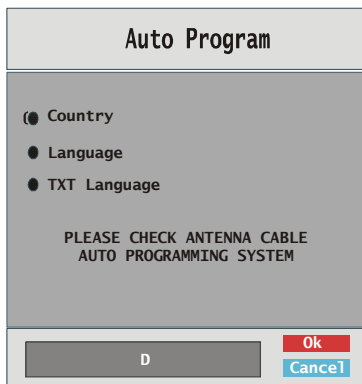 Auto Program
Country
Language
TXT Language
PLEASE CHECK ANTENNA CABLE
AUTO PROGRAMMING SYSTEM
D
Ok
Cancel